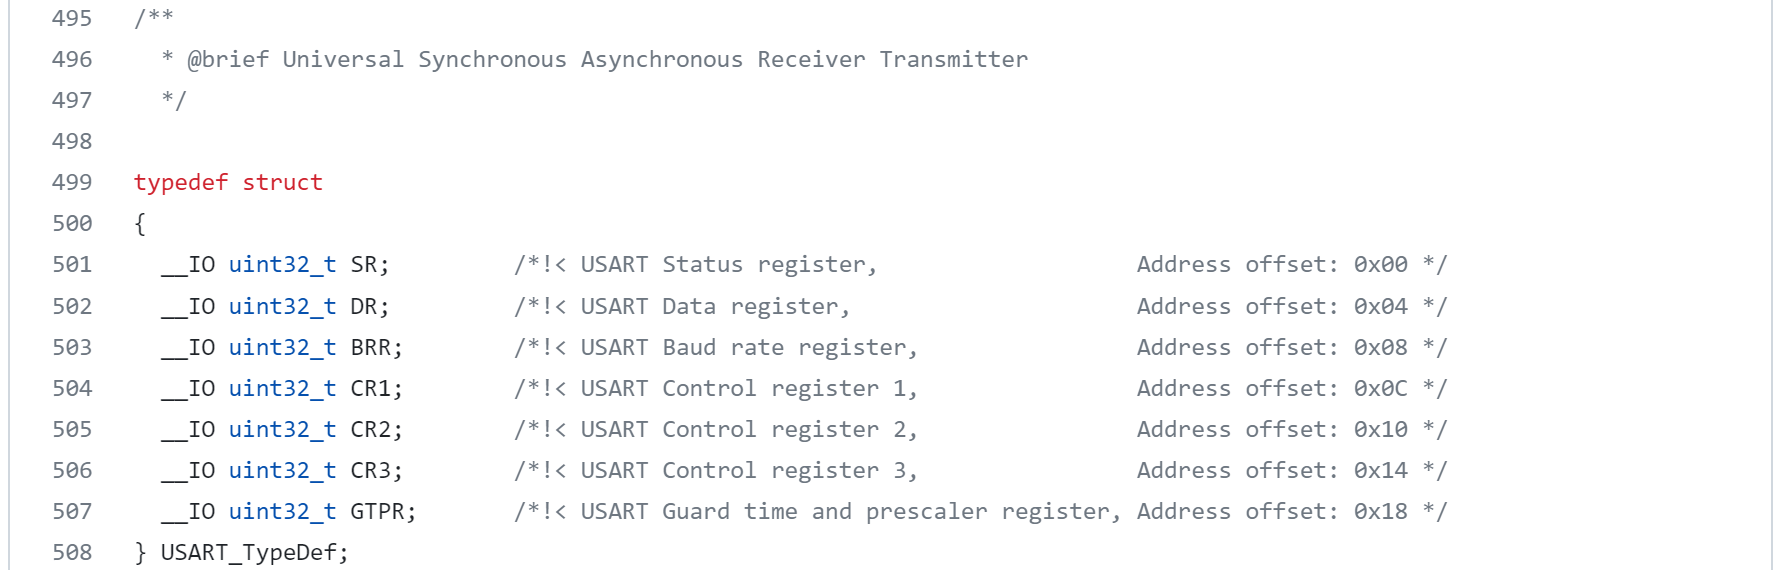 495 /**
496 * @brief Universal Synchronous Asynchronous Receiver Transmitter
497 */
498
499 typedef struct
500 {
501 __IO uint32_t SR; /*!< USART Status register, Address offset: 0x00 */
502 __IO uint32_t DR; /*!< USART Data register, Address offset: 0x04 */
503 __IO uint32_t BRR; /*!< USART Baud rate register, Address offset: 0x08 */
504 __IO uint32_t CR1; /*!< USART Control register 1, Address offset: 0x0C */
505 __IO uint32_t CR2; /*!< USART Control register 2, Address offset: 0x10 */
506 __IO uint32_t CR3; /*!< USART Control register 3, Address offset: 0x14 */
507 __IO uint32_t GTPR; /*!< USART Guard time and prescaler register, Address offset: 0x18 */
508 } USART_TypeDef;